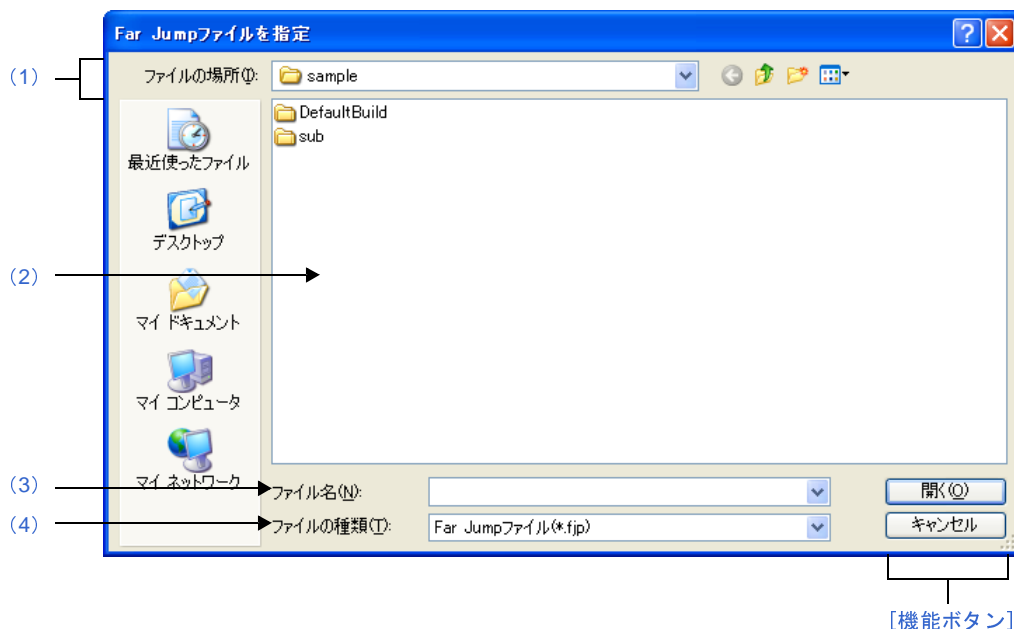 Far Jumpファイルを指定
(1)
ファイルの場所(I):
sample
DefaultBuild
sub
最近使ったファイル
デスクトップ
(2)
マイ ドキュメント
マイ コンピュータ
マイ ネットワーク
(3)
ファイル名(N):
開く(O)
(4)
ファイルの種類(T):
Far Jumpファイル(*.fjp)
キャンセル
[機能ボタン]